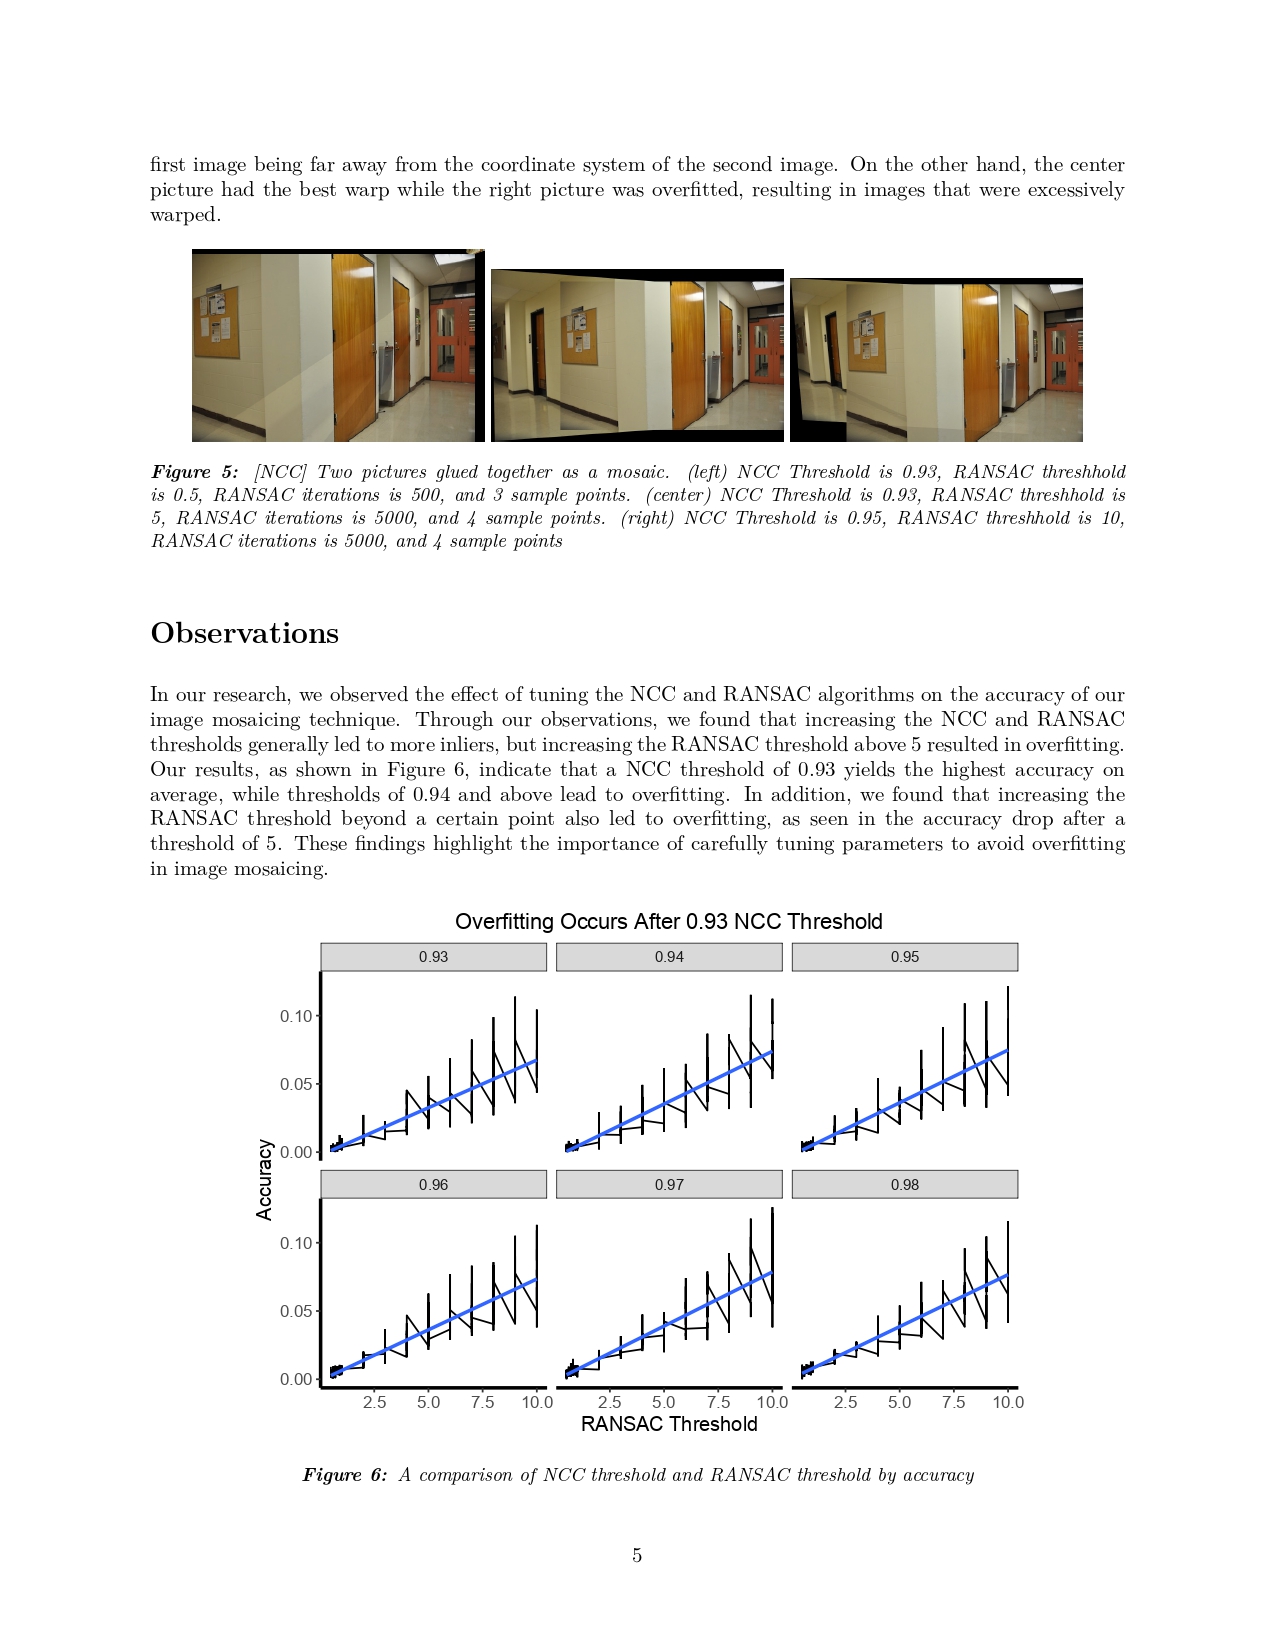 first image being far away from the coordinate system of the second image. On the other hand, the center
picture had the best warp while the right picture was overfitted, resulting in images that were excessively
warped.
Figure 5: [NCC] Two pictures glued together as a mosaic. (left) NCC Threshold is 0.93, RANSAC threshhold
is 0.5, RANSAC iterations is 500, and 3 sample points. (center) NCC Threshold is 0.93, RANSAC threshhold is
5, RANSAC iterations is 5000, and 4 sample points. (right) NCC Threshold is 0.95, RANSAC threshhold is 10,
RANSAC iterations is 5000, and 4 sample points
Observations
In our research, we observed the effect of tuning the NCC and RANSAC algorithms on the accuracy of our
image mosaicing technique. Through our observations, we found that increasing the NCC and RANSAC
thresholds generally led to more inliers, but increasing the RANSAC threshold above 5 resulted in overfitting.
Our results, as shown in Figure 6, indicate that a NCC threshold of 0.93 yields the highest accuracy on
average, while thresholds of 0.94 and above lead to overfitting. In addition, we found that increasing the
RANSAC threshold beyond a certain point also led to overfitting, as seen in the accuracy drop after a
threshold of 5. These findings highlight the importance of carefully tuning parameters to avoid overfitting
in image mosaicing.
Overfitting Occurs After 0.93 NCC Threshold
0.93 0.94 0.95
0.10
0.05
0.00
Accuracy
0.96 0.97 0.98
0.10
0.05
0.00
2.5 5.0 7.5 10.0 2.5 5.0 7.5 10.0 2.5 5.0 7.5 10.0
RANSAC Threshold
Figure 6: A comparison of NCC threshold and RANSAC threshold by accuracy
5